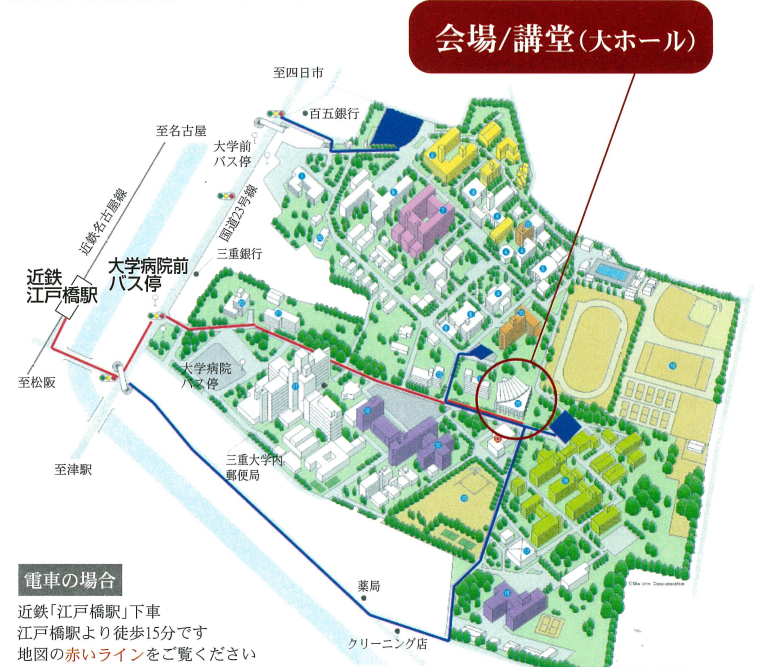 会場/講堂(大ホール)
至四日市
百五銀行
至名古屋
大学前
バス停
近鉄名古屋線
国道23号線
三重銀行
大学病院前
バス停
近鉄
江戸橋駅
至松阪
大学病院
バス停
至津駅
三重大学内
郵便局
薬局
クリーニング店
電車の場合
近鉄「江戸橋駅」下車
江戸橋駅より徒歩15分です
地図の赤いラインをご覧ください